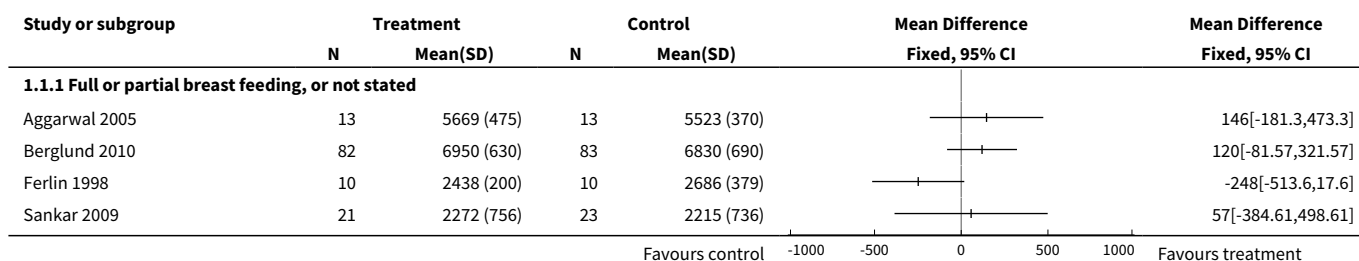 Study or subgroup Treatment Control Mean Difference Mean Difference
N Mean(SD) N Mean(SD) Fixed, 95% CI Fixed, 95% CI
1.1.1 Full or partial breast feeding, or not stated
Aggarwal 2005 13 5669 (475) 13 5523 (370) 146[-181.3,473.3]
Berglund 2010 82 6950 (630) 83 6830 (690) 120[-81.57,321.57]
Ferlin 1998 10 2438 (200) 10 2686 (379) -248[-513.6,17.6]
Sankar 2009 21 2272 (756) 23 2215 (736) 57[-384.61,498.61]
Favours control -1000 -500 0 500 1000 Favours treatment